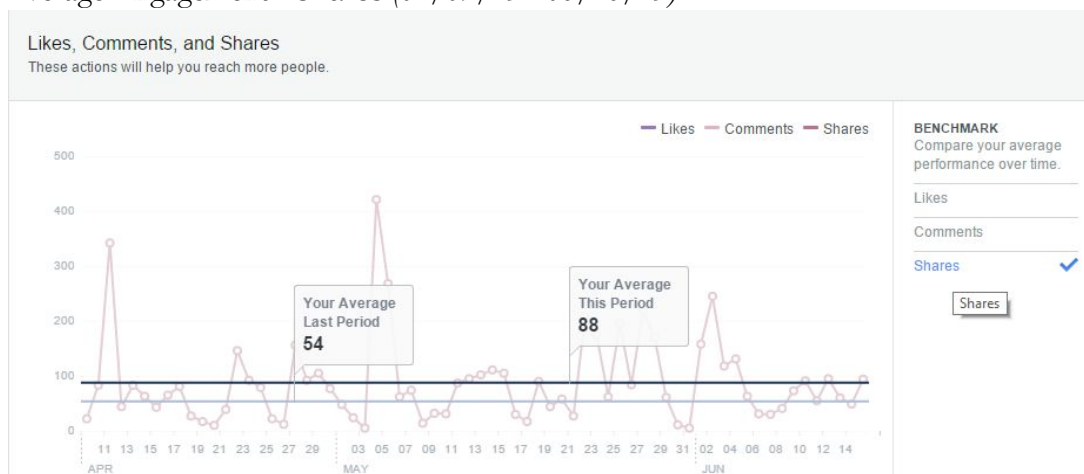 Likes, Comments, and Shares
These actions will help you reach more people.
Likes Comments Shares
BENCHMARK
Compare your average
performance over time.
Likes
Comments
Shares
Shares
500
400
300
200
100
0
Your Average
Last Period
54
Your Average
This Period
88
11 13 15 17 19 21 23 25 27 29 03 05 07 09 11 13 15 17 19 21 23 25 27 29 31 02 04 06 08 10 12 14
APR MAY JUN